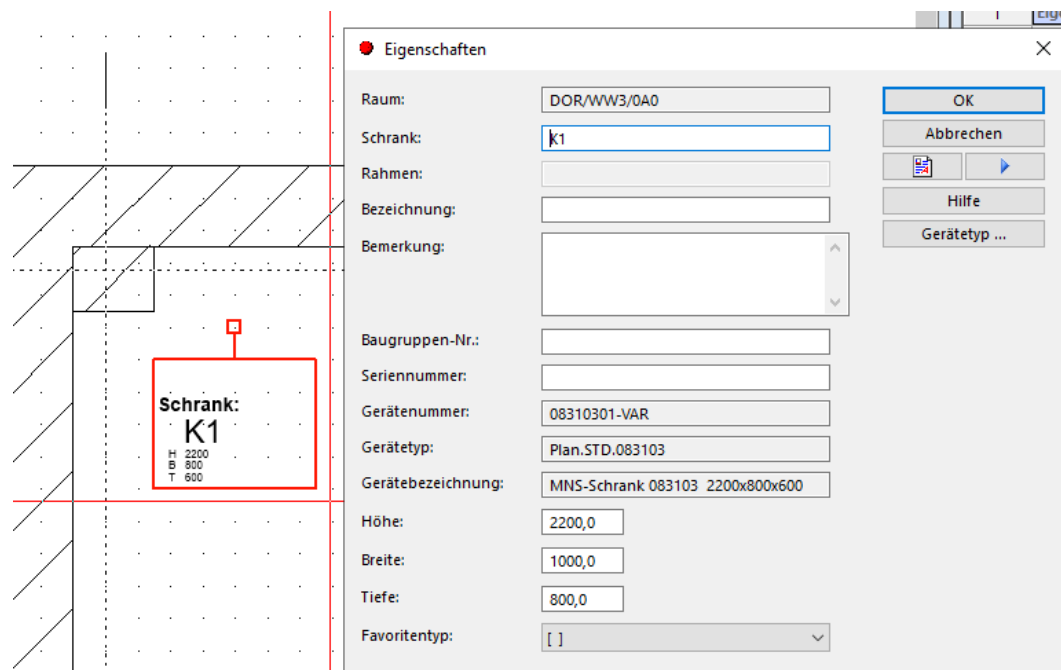 Eigenschaften
Raum: DOR/WW3/0A0
OK
Schrank: K1
Abbrechen
Rahmen:
Bezeichnung:
Hilfe
Bemerkung:
Gerätetyp ...
Baugruppen-Nr.:
Seriennummer:
Gerätenummer: 08310301-VAR
Gerätetyp: Plan.STD.083103
Gerätebezeichnung: MNS-Schrank 083103 2200x800x600
Höhe: 2200,0
Breite: 1000,0
Tiefe: 800,0
Favoritentyp: [ ]
Schrank:
K1
H 2200
B 800
T 600